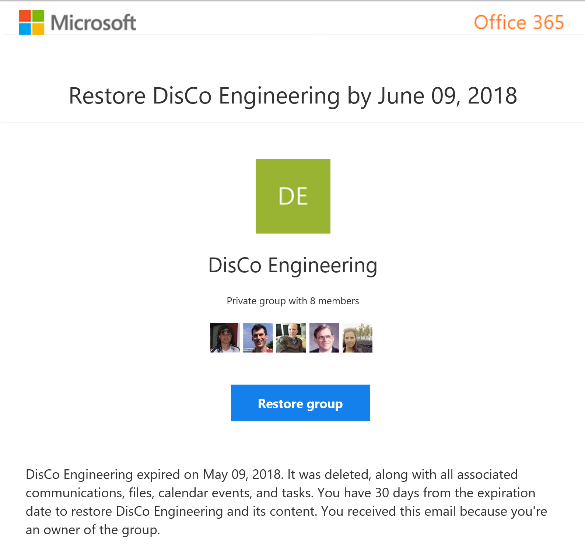 Microsoft
Office 365
Restore DisCo Engineering by June 09, 2018
DE
DisCo Engineering
Private group with 8 members
Restore group
DisCo Engineering expired on May 09, 2018. It was deleted, along with all associated
communications, files, calendar events, and tasks. You have 30 days from the expiration
date to restore DisCo Engineering and its content. You received this email because you're
an owner of the group.